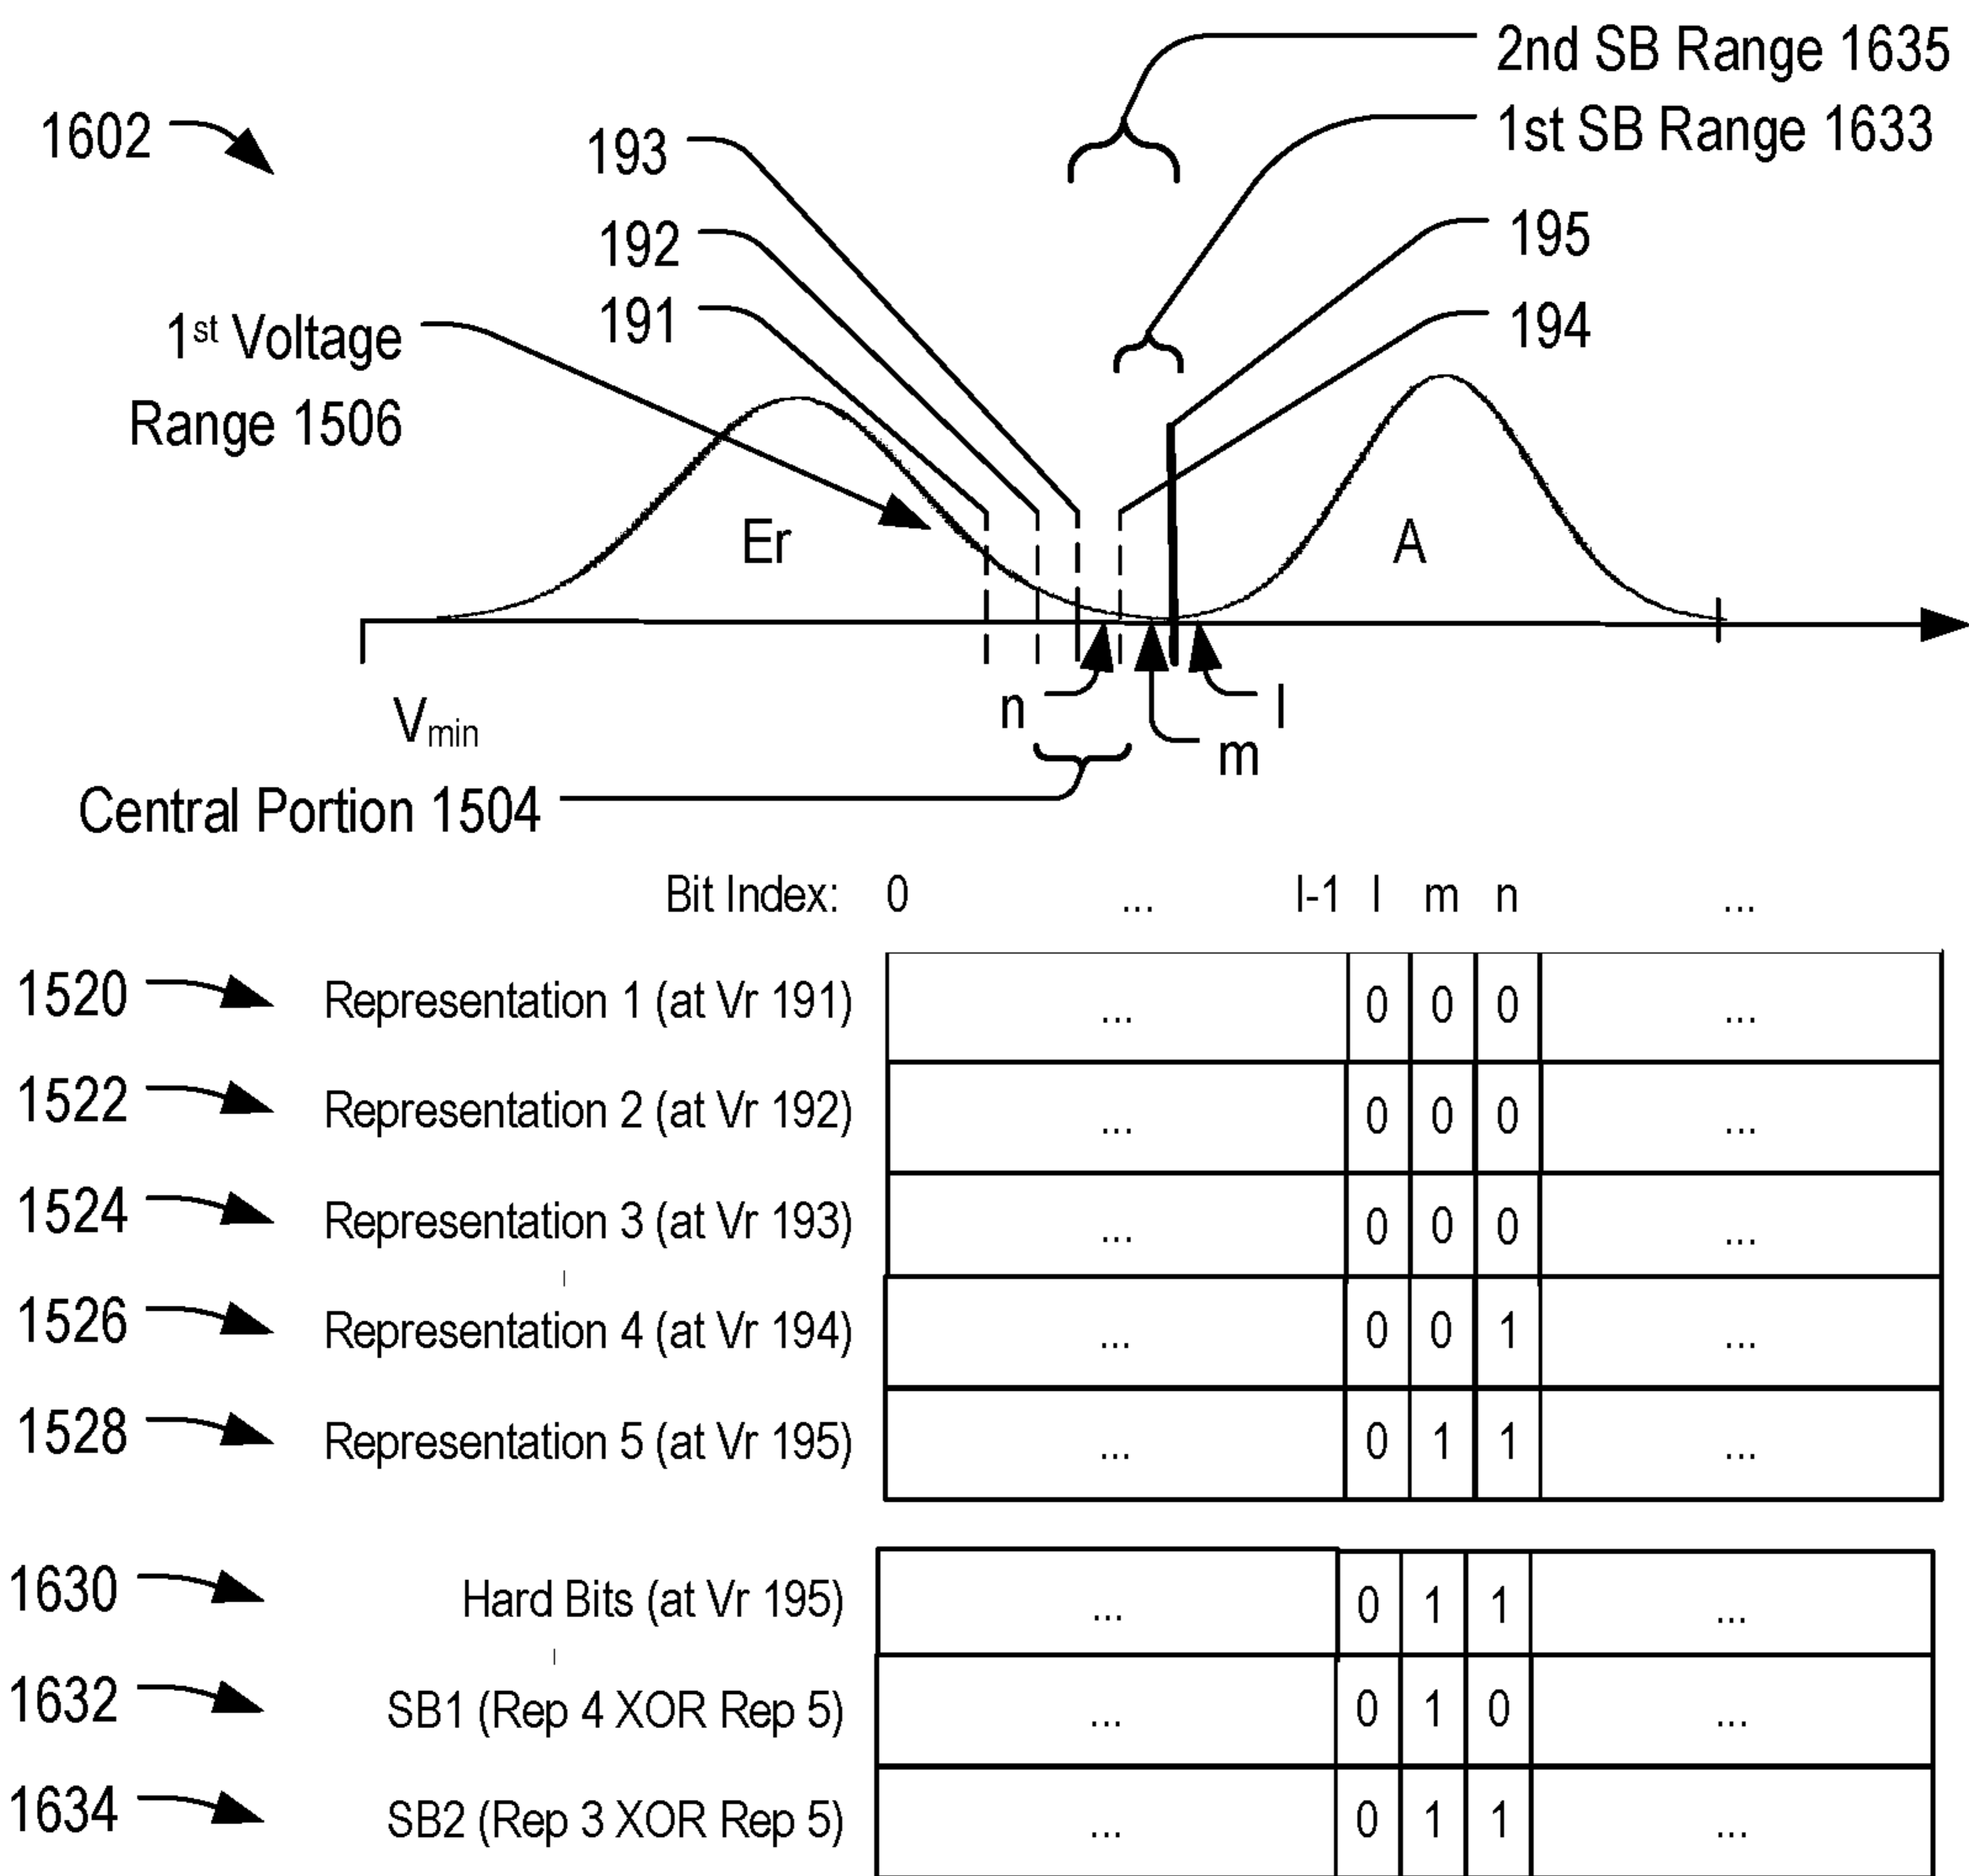 2nd SB Range 1635
1st SB Range 1633
1602
193
192
191
195
194
1st Voltage
Range 1506
Er
A
n
l
m
Vmin
Central Portion 1504
Bit Index: 0 ... l-1 l m n ...
1520 Representation 1 (at Vr 191) ... 0 0 0 ...
1522 Representation 2 (at Vr 192) ... 0 0 0 ...
1524 Representation 3 (at Vr 193) ... 0 0 0 ...
1526 Representation 4 (at Vr 194) ... 0 0 1 ...
1528 Representation 5 (at Vr 195) ... 0 1 1 ...
1630 Hard Bits (at Vr 195) ... 0 1 1 ...
1632 SB1 (Rep 4 XOR Rep 5) ... 0 1 0 ...
1634 SB2 (Rep 3 XOR Rep 5) ... 0 1 1 ...